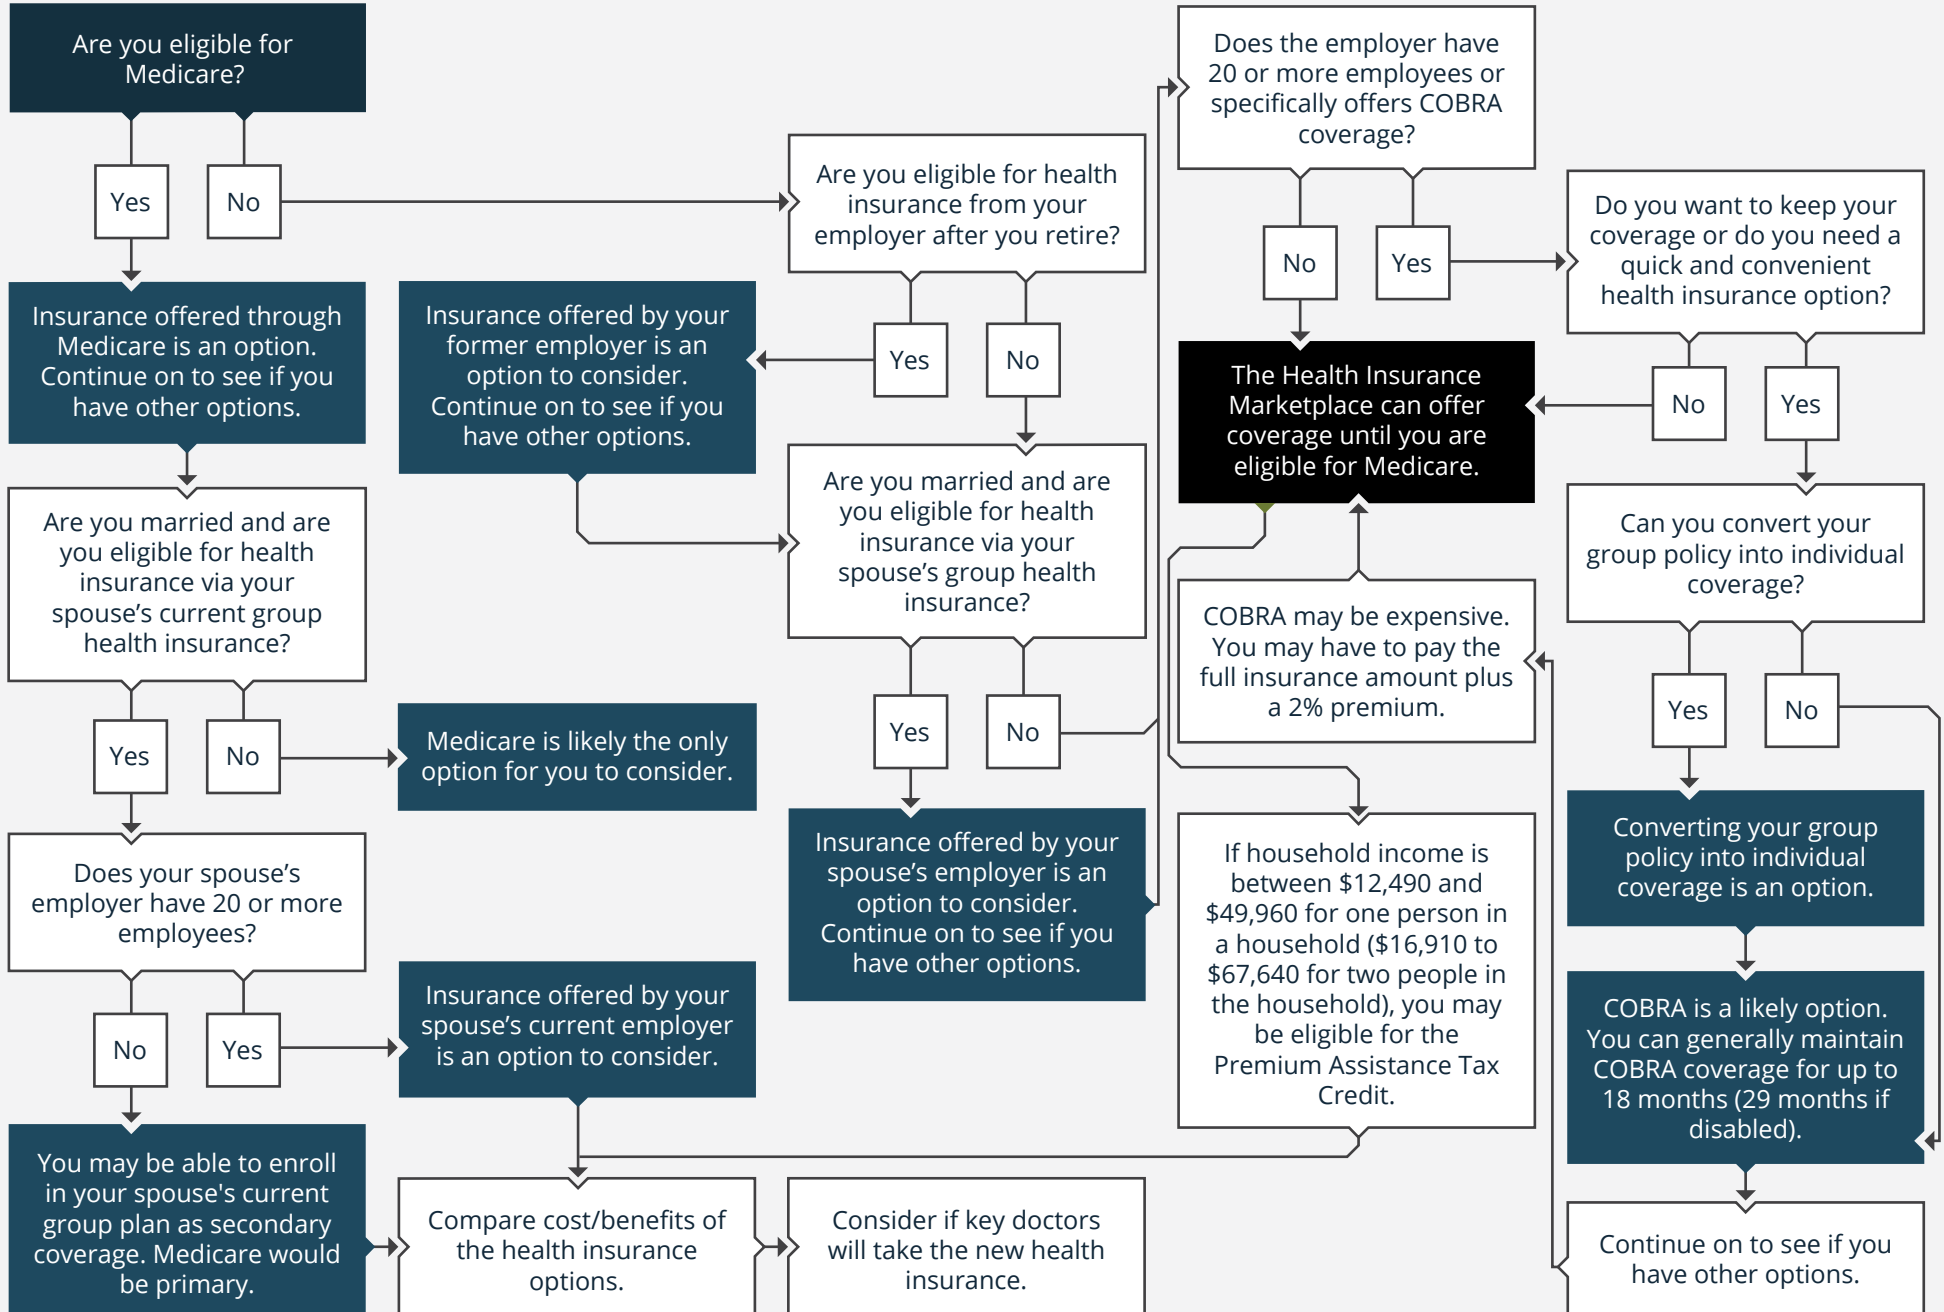 Are you eligible for
Medicare?
Yes
No
Insurance offered through
Medicare is an option.
Continue on to see if you
have other options.
Are you married and are
you eligible for health
insurance via your
spouse’s current group
health insurance?
Yes
No
Medicare is likely the only
option for you to consider.
Does your spouse’s
employer have 20 or more
employees?
No
Yes
Insurance offered by your
spouse’s current employer
is an option to consider.
You may be able to enroll
in your spouse's current
group plan as secondary
coverage. Medicare would
be primary.
Compare cost/benefits of
the health insurance
options.
Consider if key doctors
will take the new health
insurance.
Are you eligible for health
insurance from your
employer after you retire?
Yes
No
Insurance offered by your
former employer is an
option to consider.
Continue on to see if you
have other options.
Are you married and are
you eligible for health
insurance via your
spouse’s group health
insurance?
Yes
No
Insurance offered by your
spouse’s employer is an
option to consider.
Continue on to see if you
have other options.
Does the employer have
20 or more employees or
specifically offers COBRA
coverage?
No
Yes
The Health Insurance
Marketplace can offer
coverage until you are
eligible for Medicare.
COBRA may be expensive.
You may have to pay the
full insurance amount plus
a 2% premium.
If household income is
between $12,490 and
$49,960 for one person in
a household ($16,910 to
$67,640 for two people in
the household), you may
be eligible for the
Premium Assistance Tax
Credit.
Do you want to keep your
coverage or do you need a
quick and convenient
health insurance option?
No
Yes
Can you convert your
group policy into individual
coverage?
Yes
No
Converting your group
policy into individual
coverage is an option.
COBRA is a likely option.
You can generally maintain
COBRA coverage for up to
18 months (29 months if
disabled).
Continue on to see if you
have other options.